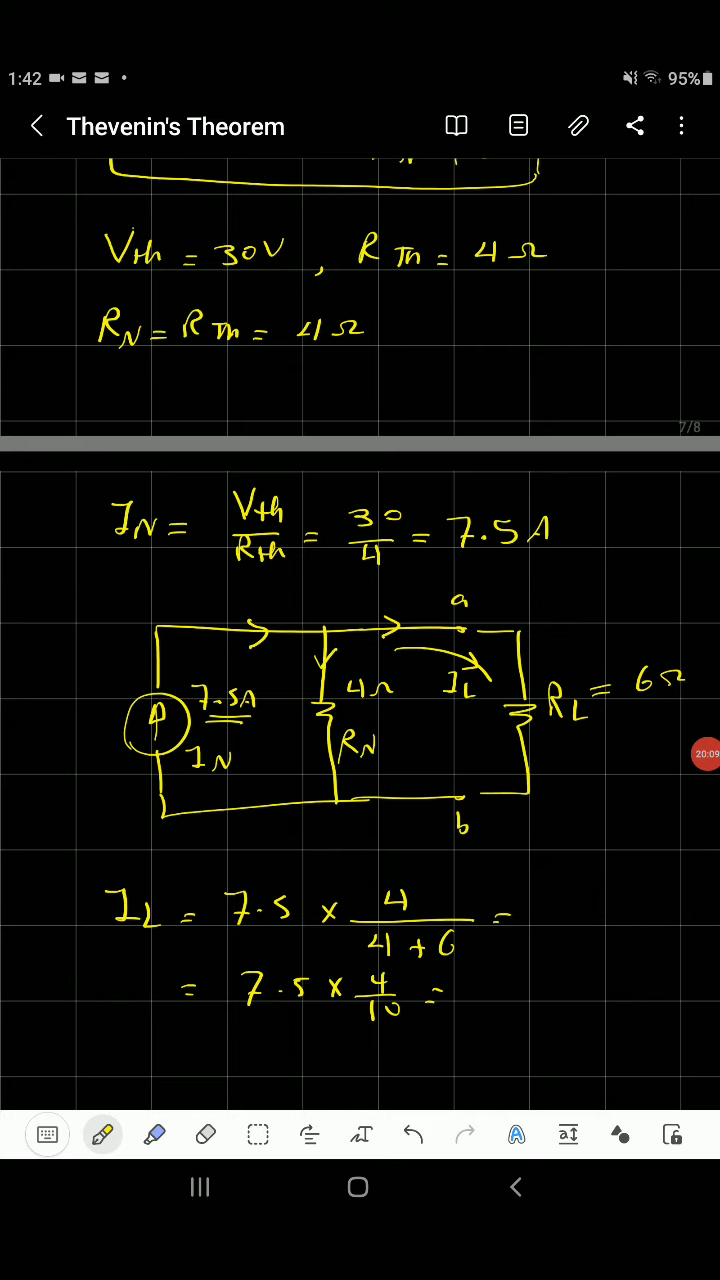 1:42
95%
Thevenin's Theorem
Vth = 30V , RTh = 4Ω
RN = RTh = 4Ω
7/8
IN = Vth/Rth = 30/4 = 7.5A
a
7.5A
4Ω
IL
RL = 6Ω
IN
RN
20:09
b
IL = 7.5 × 4/(4+6) =
= 7.5 × 4/10 =